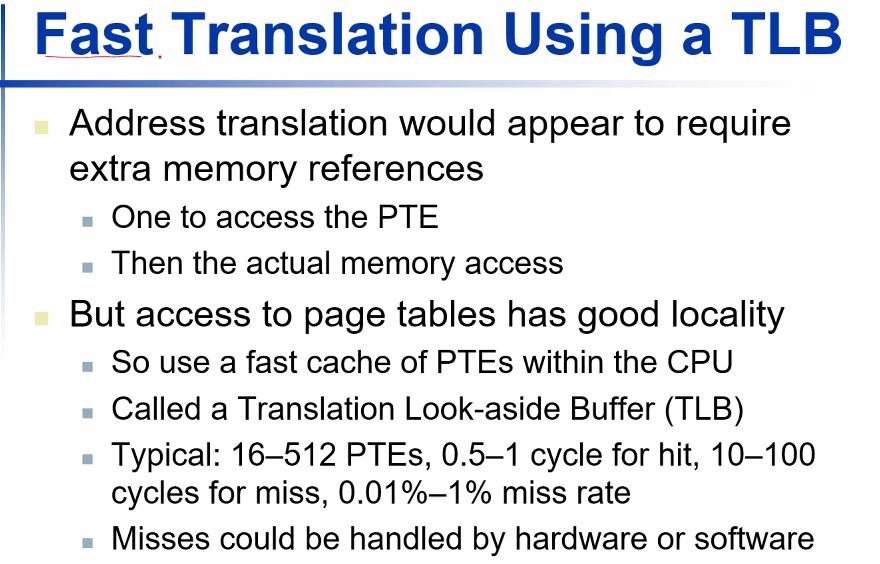 Fast Translation Using a TLB
Address translation would appear to require
extra memory references
One to access the PTE
Then the actual memory access
But access to page tables has good locality
So use a fast cache of PTEs within the CPU
Called a Translation Look-aside Buffer (TLB)
Typical: 16–512 PTEs, 0.5–1 cycle for hit, 10–100
cycles for miss, 0.01%–1% miss rate
Misses could be handled by hardware or software